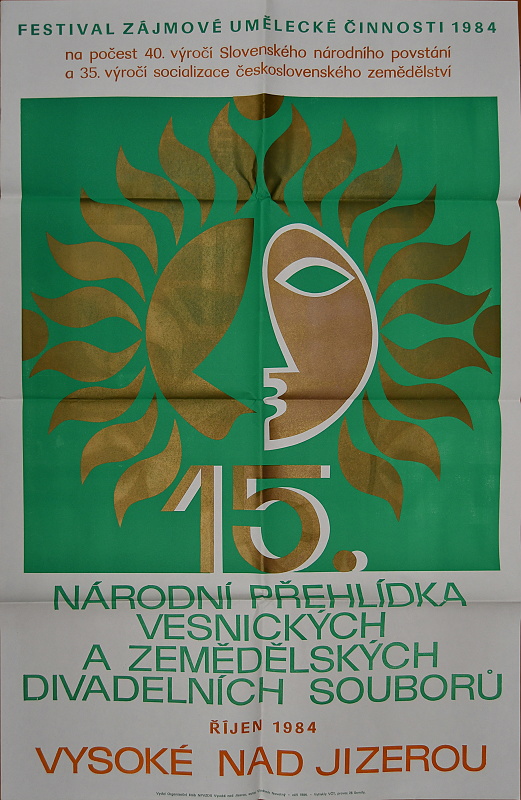 FESTIVAL ZÁJMOVÉ UMĚLECKÉ ČINNOSTI 1984
na počest 40. výročí Slovenského národního povstání
a 35. výročí socializace československého zemědělství
15.
NÁRODNÍ PŘEHLÍDKA
VESNICKÝCH
A ZEMĚDĚLSKÝCH
DIVADELNÍCH SOUBORŮ
ŘÍJEN 1984
VYSOKÉ NAD JIZEROU